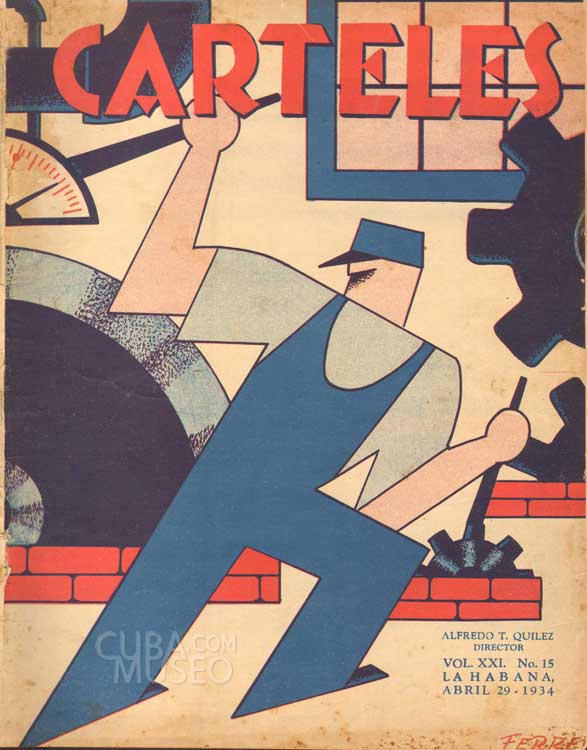 CARTELES
CUBA.COM
MUSEO
ALFREDO T. QUILEZ
DIRECTOR
VOL. XXI. No. 15
LA HABANA,
ABRIL 29 - 1934